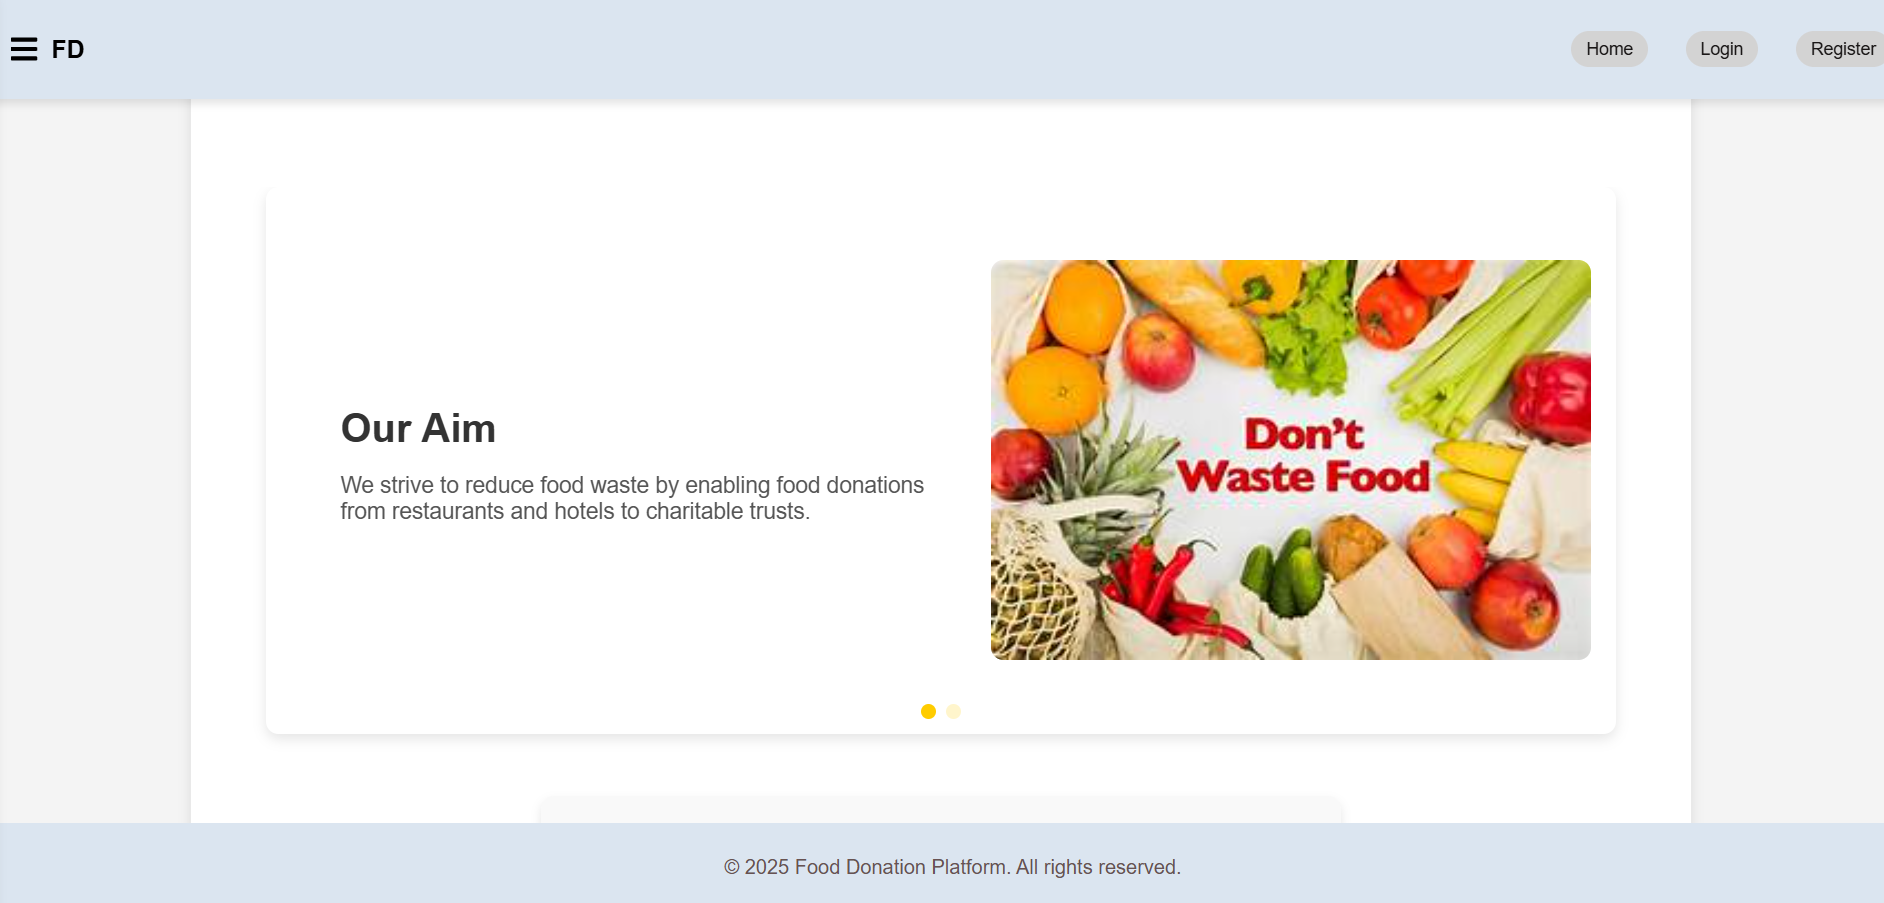 FD
Home
Login
Register
Our Aim
We strive to reduce food waste by enabling food donations
from restaurants and hotels to charitable trusts.
Don't
Waste Food
© 2025 Food Donation Platform. All rights reserved.